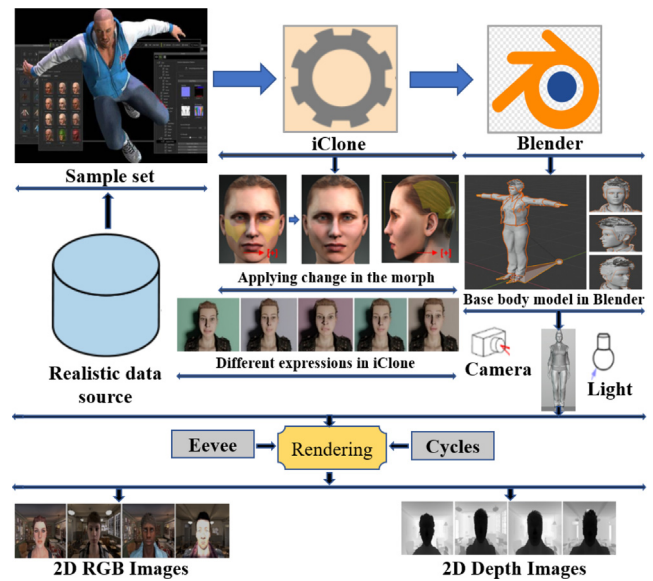 Sample set
iClone
Blender
[+]
[+]
Applying change in the morph
Base body model in Blender
Different expressions in iClone
Realistic data
source
Camera
Light
Eevee
Rendering
Cycles
2D RGB Images
2D Depth Images